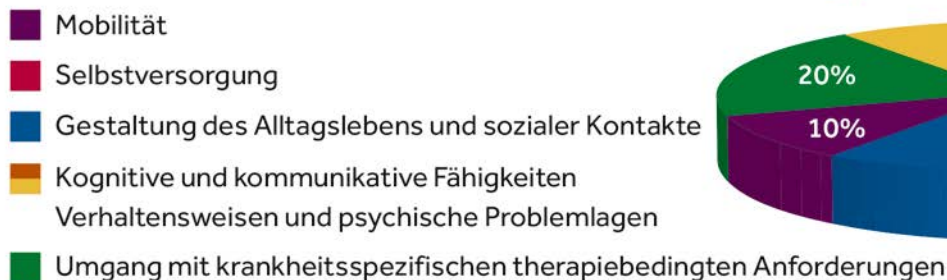 Mobilität
Selbstversorgung
Gestaltung des Alltagslebens und sozialer Kontakte
Kognitive und kommunikative Fähigkeiten
Verhaltensweisen und psychische Problemlagen
Umgang mit krankheitsspezifischen therapiebedingten Anforderungen
20%
10%